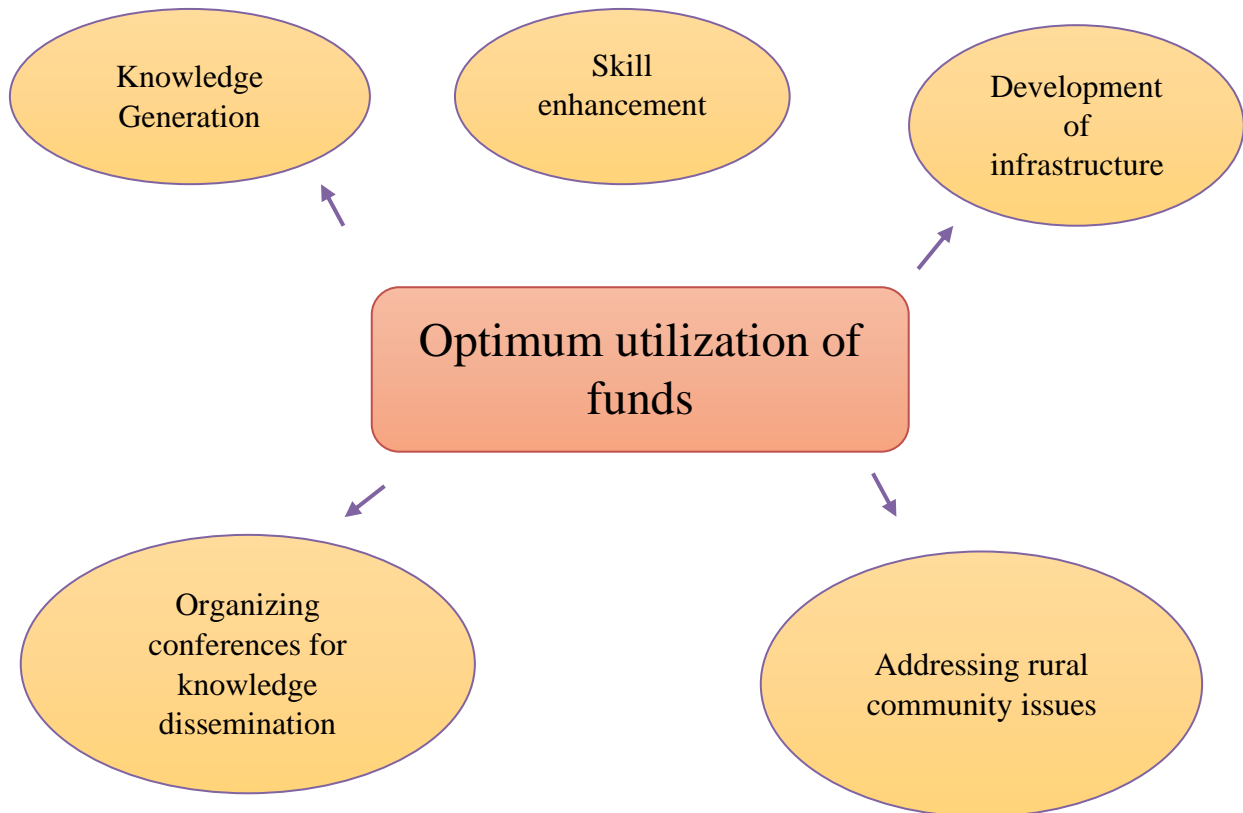 Knowledge
Generation
Skill
enhancement
Development
of
infrastructure
Optimum utilization of
funds
Organizing
conferences for
knowledge
dissemination
Addressing rural
community issues